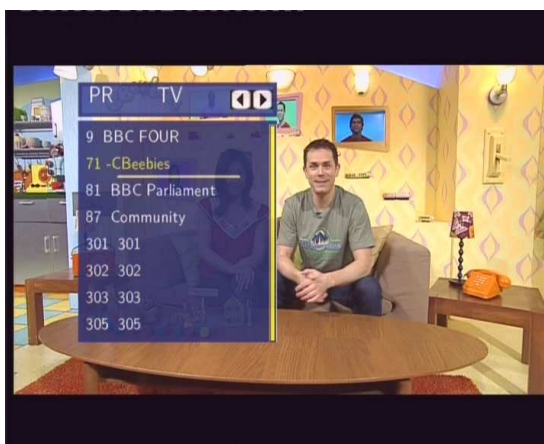 PR TV
9 BBC FOUR
71 -CBeebies
81 BBC Parliament
87 Community
301 301
302 302
303 303
305 305